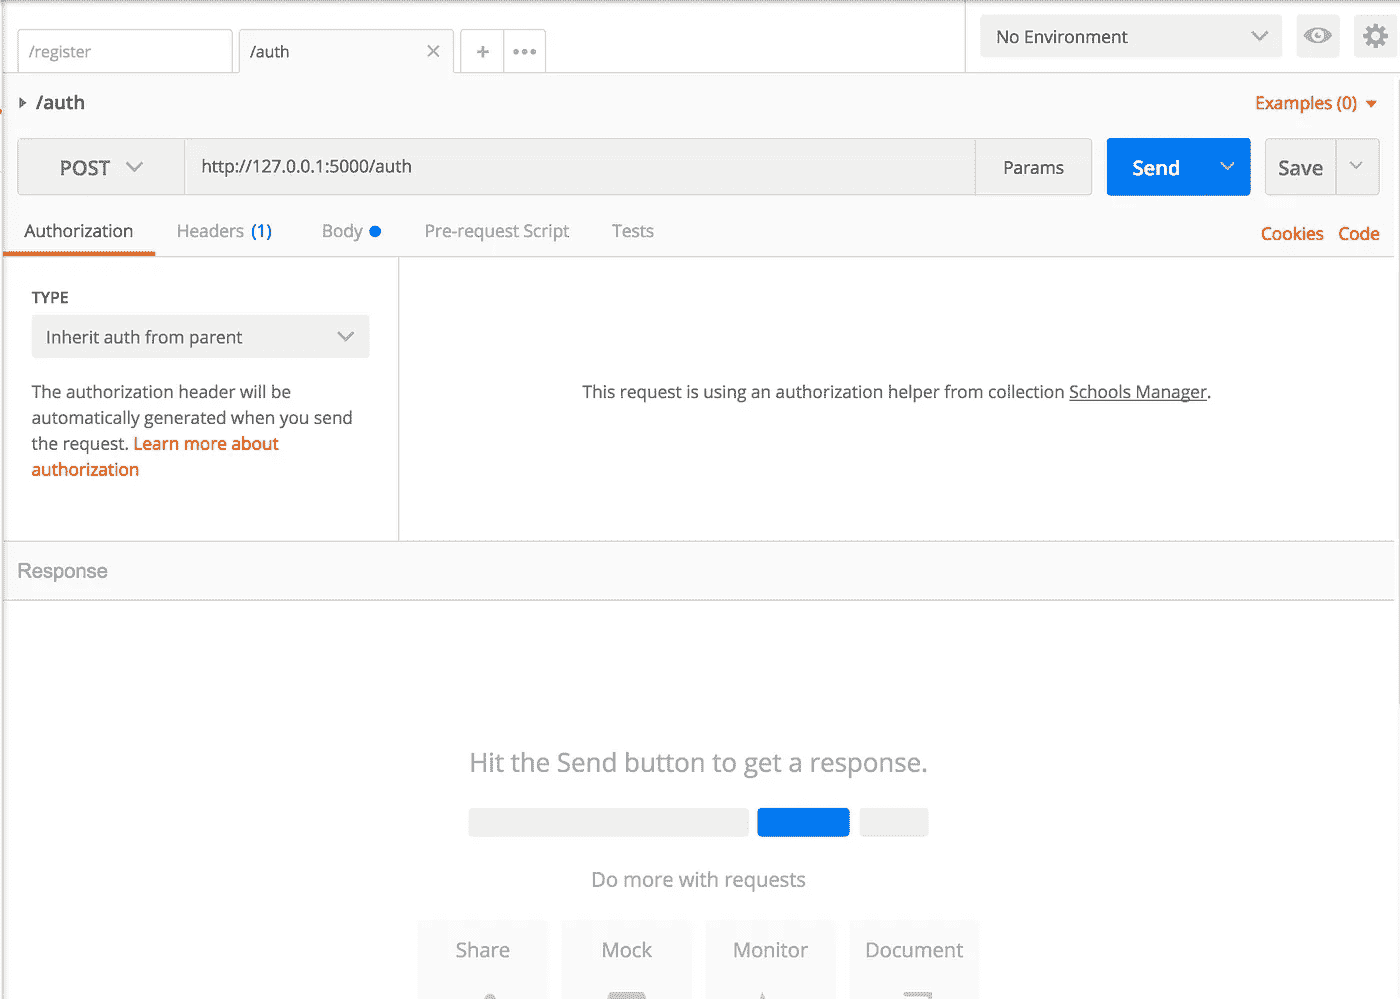 /register
/auth
No Environment
/auth
Examples (0)
POST
http://127.0.0.1:5000/auth
Params
Send
Save
Authorization
Headers (1)
Body
Pre-request Script
Tests
Cookies
Code
TYPE
Inherit auth from parent
The authorization header will be
automatically generated when you send
the request. Learn more about
authorization
This request is using an authorization helper from collection Schools Manager.
Response
Hit the Send button to get a response.
Do more with requests
Share
Mock
Monitor
Document